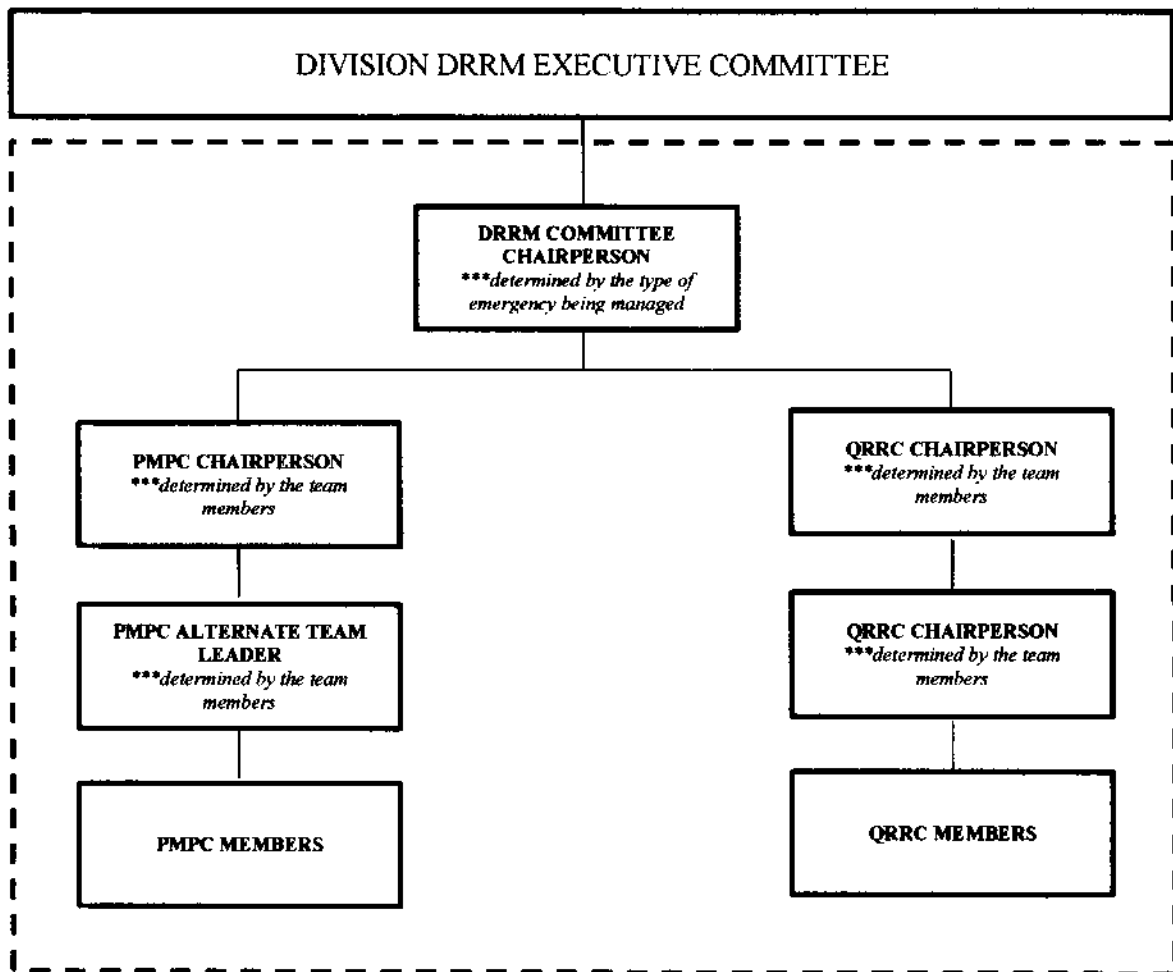 DIVISION DRRM EXECUTIVE COMMITTEE
DRRM COMMITTEE
CHAIRPERSON
***determined by the type of
emergency being managed
PMPC CHAIRPERSON
***determined by the team
members
QRRC CHAIRPERSON
***determined by the team
members
PMPC ALTERNATE TEAM
LEADER
***determined by the team
members
QRRC CHAIRPERSON
***determined by the team
members
PMPC MEMBERS
QRRC MEMBERS